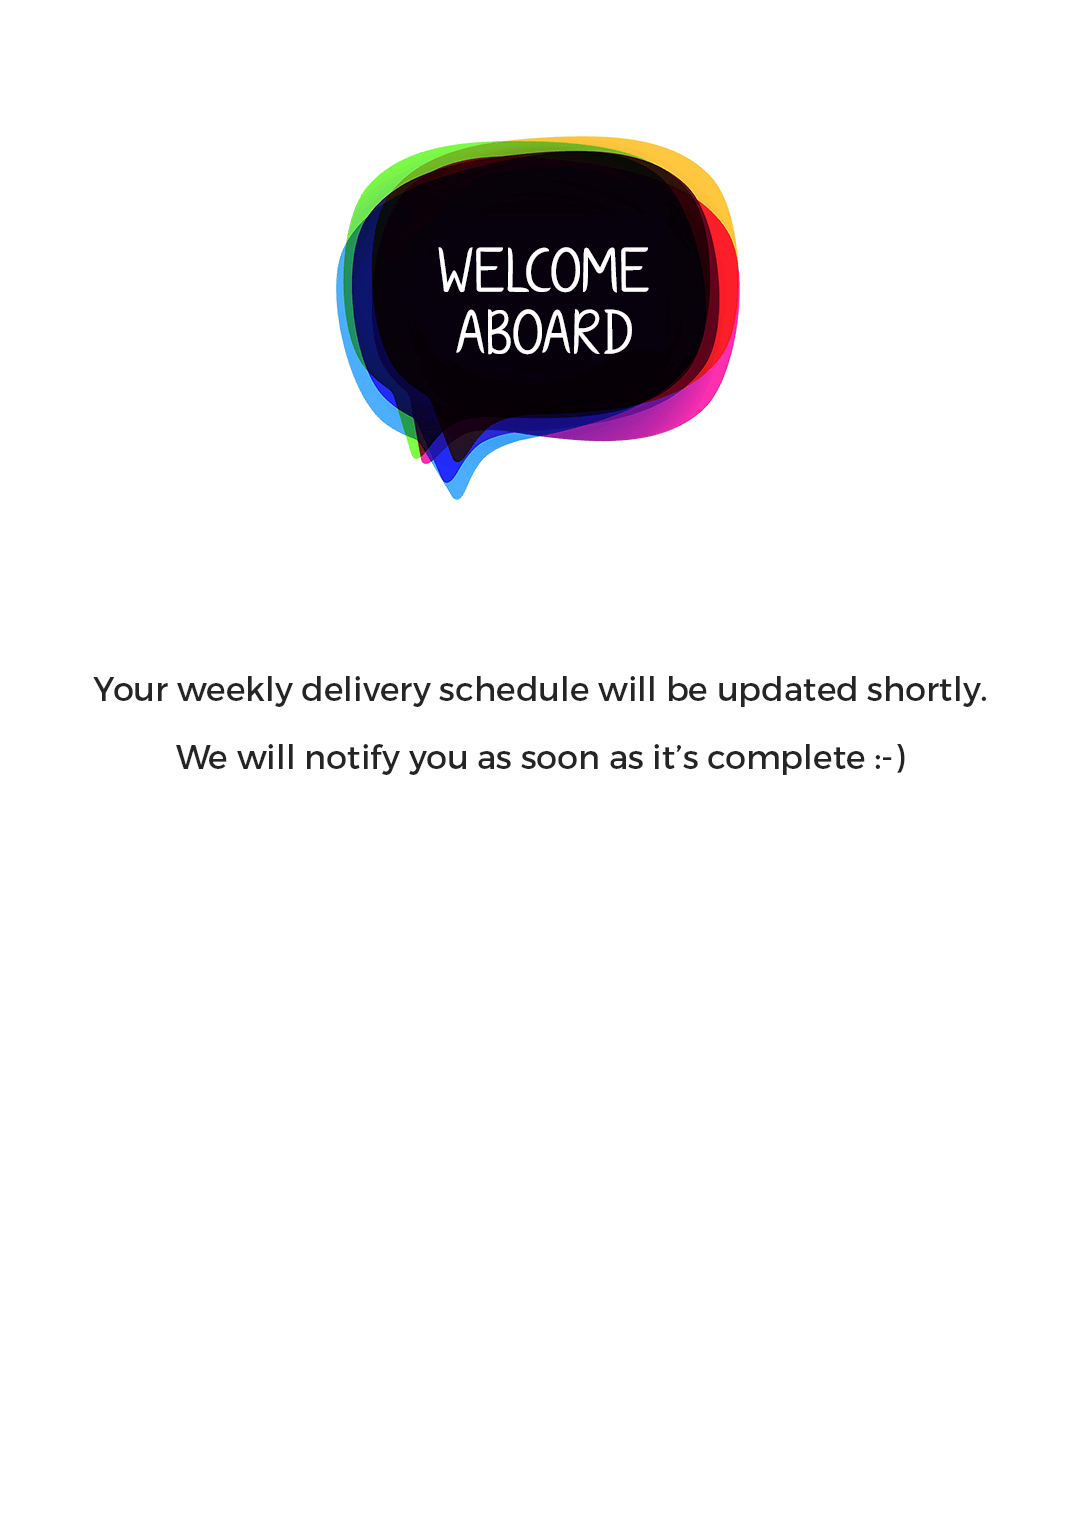 WELCOME
ABOARD
Your weekly delivery schedule will be updated shortly.
We will notify you as soon as it’s complete :-)